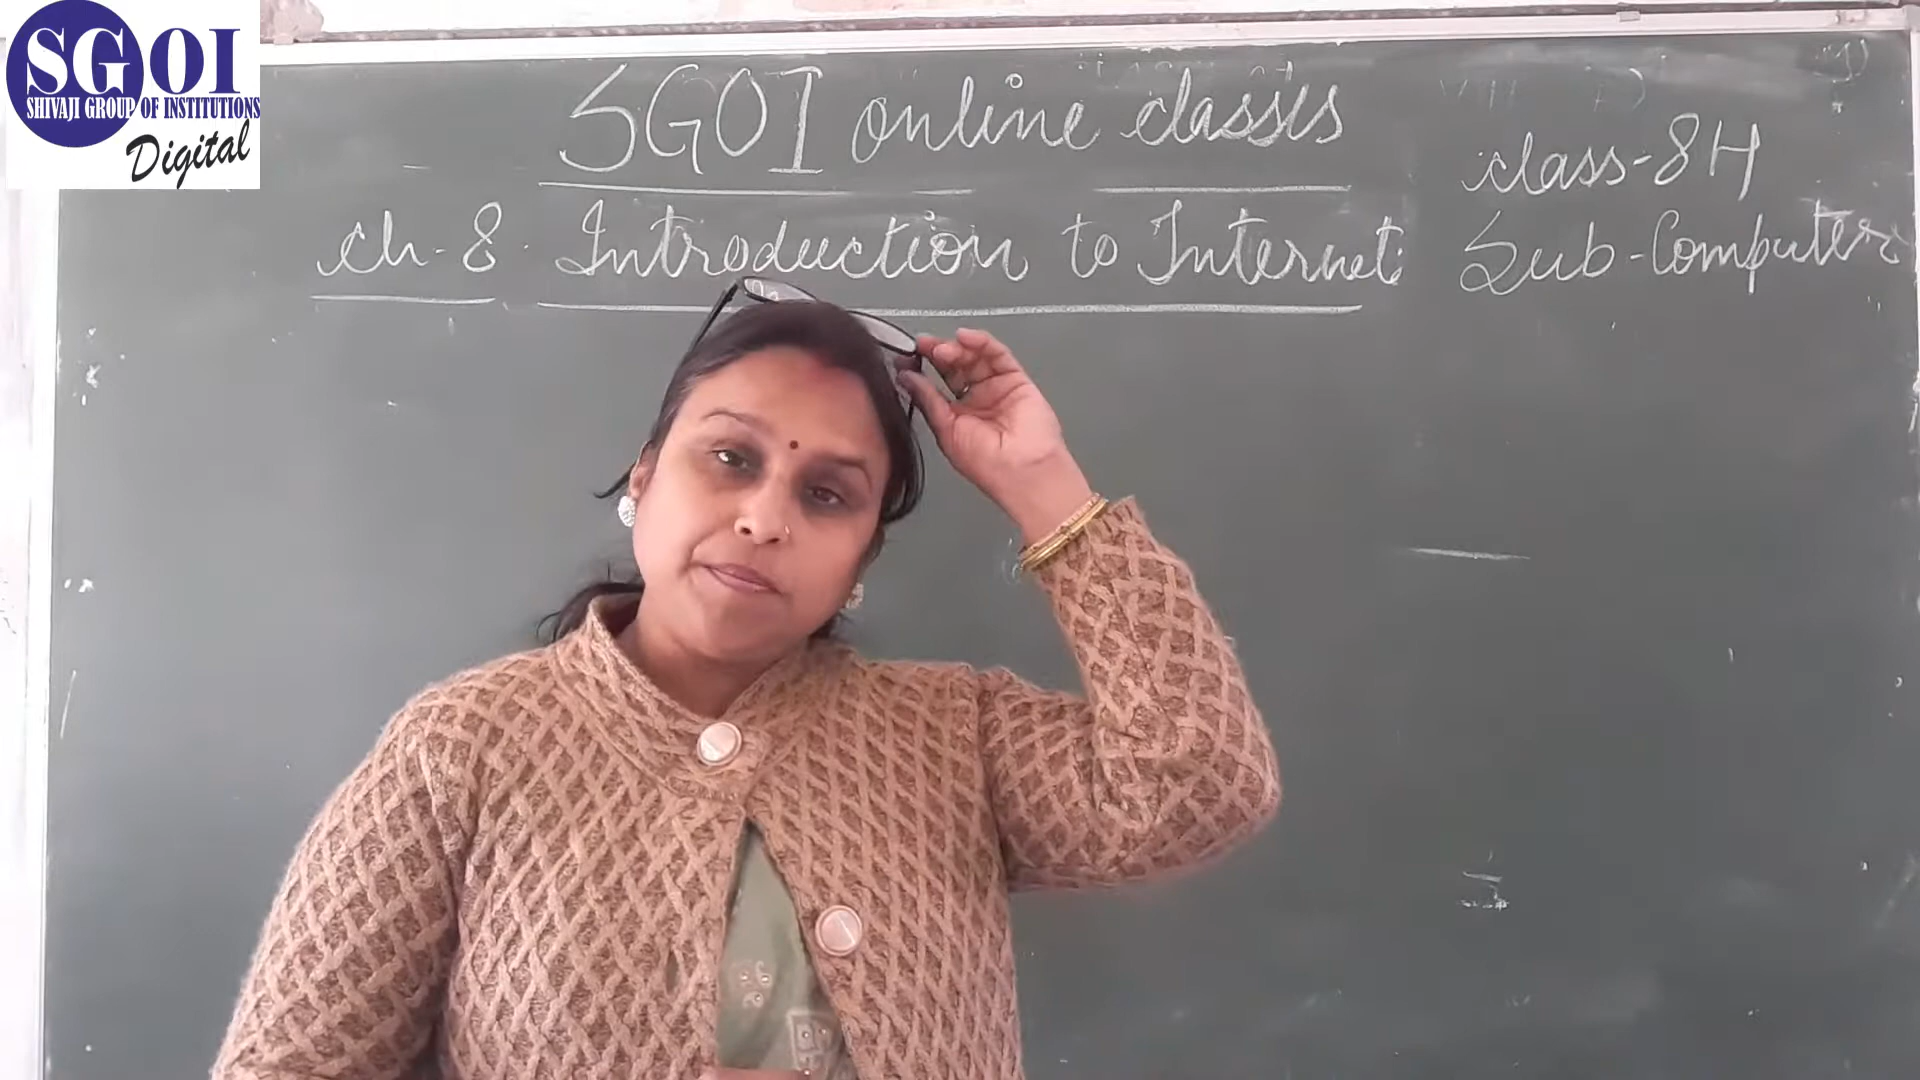 SGOI
SHIVAJI GROUP OF INSTITUTIONS
Digital
SGOI online classes
class-8H
ch-8. Introduction to Internet
Sub-Computer